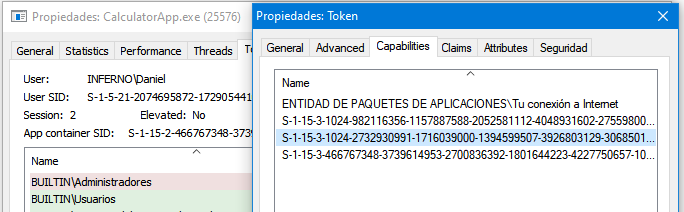 Propiedades: CalculatorApp.exe (25576)
General Statistics Performance Threads
User: INFERNO\Daniel
User SID: S-1-5-21-2074695872-172905441
Session: 2 Elevated: No
App container SID: S-1-15-2-466767348-3739
Name
BUILTIN\Administradores
BUILTIN\Usuarios
Propiedades: Token
General Advanced Capabilities Claims Attributes Seguridad
Name
ENTIDAD DE PAQUETES DE APLICACIONES\Tu conexión a Internet
S-1-15-3-1024-982116356-1157887588-2052581112-4048931602-27559800...
S-1-15-3-1024-2732930991-1716039000-1394599507-3926803129-3068501...
S-1-15-3-466767348-3739614953-2700836392-1801644223-4227750657-10...